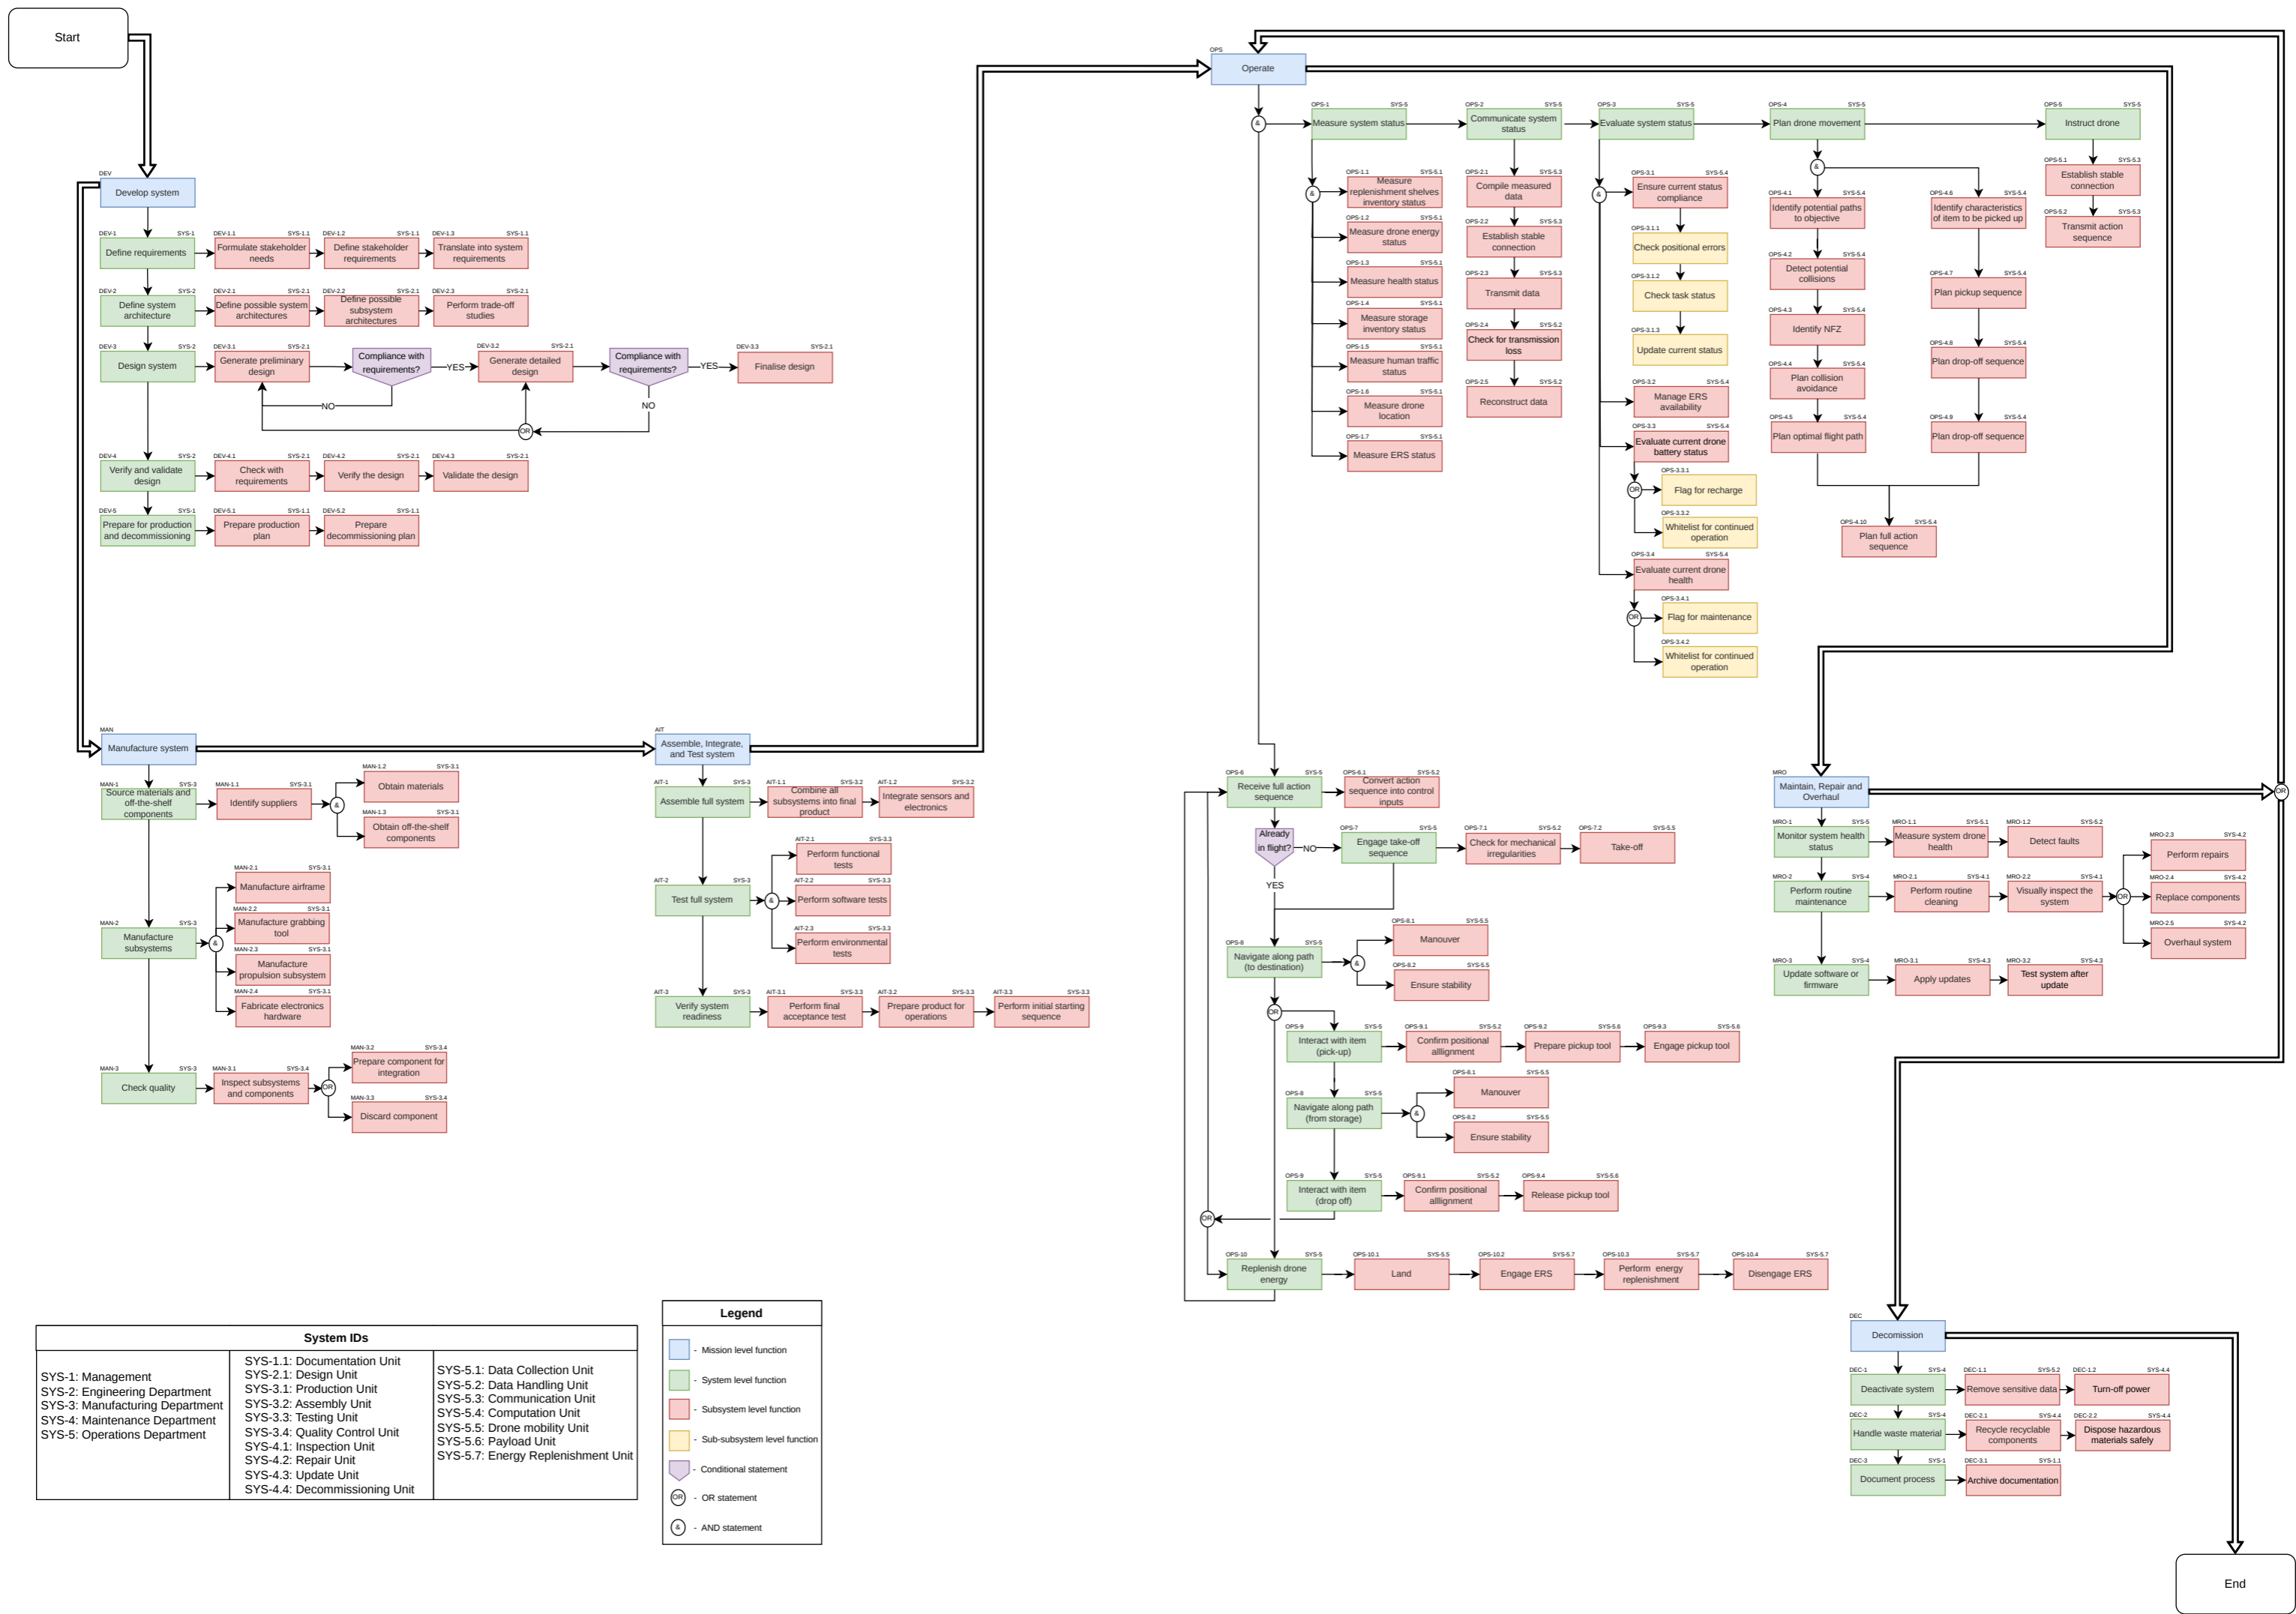 Start
DEV
Develop system
DEV-1 SYS-1
Define requirements
DEV-1.1 SYS-1.1
Formulate stakeholder
needs
DEV-1.2 SYS-1.1
Define stakeholder
requirements
DEV-1.3 SYS-1.1
Translate into system
requirements
DEV-2 SYS-2
Define system
architecture
DEV-2.1 SYS-2.1
Define possible system
architectures
DEV-2.2 SYS-2.1
Define possible
subsystem
architectures
DEV-2.3 SYS-2.1
Perform trade-off
studies
DEV-3 SYS-2
Design system
DEV-3.1 SYS-2.1
Generate preliminary
design
Compliance with
requirements?
YES
NO
DEV-3.2 SYS-2.1
Generate detailed
design
Compliance with
requirements?
YES
NO
OR
DEV-3.3 SYS-2.1
Finalise design
DEV-4 SYS-2
Verify and validate
design
DEV-4.1 SYS-2.1
Check with
requirements
DEV-4.2 SYS-2.1
Verify the design
DEV-4.3 SYS-2.1
Validate the design
DEV-5 SYS-1
Prepare for production
and decommissioning
DEV-5.1 SYS-1.1
Prepare production
plan
DEV-5.2 SYS-1.1
Prepare
decommissioning plan
MAN
Manufacture system
MAN-1 SYS-3
Source materials and
off-the-shelf
components
MAN-1.1 SYS-3.1
Identify suppliers
&
MAN-1.2 SYS-3.1
Obtain materials
MAN-1.3 SYS-3.1
Obtain off-the-shelf
components
MAN-2 SYS-3
Manufacture
subsystems
&
MAN-2.1 SYS-3.1
Manufacture airframe
MAN-2.2 SYS-3.1
Manufacture grabbing
tool
MAN-2.3 SYS-3.1
Manufacture
propulsion subsystem
MAN-2.4 SYS-3.1
Fabricate electronics
hardware
MAN-3 SYS-3
Check quality
MAN-3.1 SYS-3.4
Inspect subsystems
and components
OR
MAN-3.2 SYS-3.4
Prepare component for
integration
MAN-3.3 SYS-3.4
Discard component
AIT
Assemble, Integrate,
and Test system
AIT-1 SYS-3
Assemble full system
AIT-1.1 SYS-3.2
Combine all
subsystems into final
product
AIT-1.2 SYS-3.2
Integrate sensors and
electronics
AIT-2 SYS-3
Test full system
&
AIT-2.1 SYS-3.3
Perform functional
tests
AIT-2.2 SYS-3.3
Perform software tests
AIT-2.3 SYS-3.3
Perform environmental
tests
AIT-3 SYS-3
Verify system
readiness
AIT-3.1 SYS-3.3
Perform final
acceptance test
AIT-3.2 SYS-3.3
Prepare product for
operations
AIT-3.3 SYS-3.3
Perform initial starting
sequence
OPS
Operate
&
OPS-1 SYS-5
Measure system status
&
OPS-1.1 SYS-5.1
Measure
replenishment shelves
inventory status
OPS-1.2 SYS-5.1
Measure drone energy
status
OPS-1.3 SYS-5.1
Measure health status
OPS-1.4 SYS-5.1
Measure storage
inventory status
OPS-1.5 SYS-5.1
Measure human traffic
status
OPS-1.6 SYS-5.1
Measure drone
location
OPS-1.7 SYS-5.1
Measure ERS status
OPS-2 SYS-5
Communicate system
status
OPS-2.1 SYS-5.3
Compile measured
data
OPS-2.2 SYS-5.3
Establish stable
connection
OPS-2.3 SYS-5.3
Transmit data
OPS-2.4 SYS-5.2
Check for transmission
loss
OPS-2.5 SYS-5.2
Reconstruct data
OPS-3 SYS-5
Evaluate system status
&
OPS-3.1 SYS-5.4
Ensure current status
compliance
OPS-3.1.1
Check positional errors
OPS-3.1.2
Check task status
OPS-3.1.3
Update current status
OPS-3.2 SYS-5.4
Manage ERS
availability
OPS-3.3 SYS-5.4
Evaluate current drone
battery status
OR
OPS-3.3.1
Flag for recharge
OPS-3.3.2
Whitelist for continued
operation
OPS-3.4 SYS-5.4
Evaluate current drone
health
OR
OPS-3.4.1
Flag for maintenance
OPS-3.4.2
Whitelist for continued
operation
OPS-4 SYS-5
Plan drone movement
&
OPS-4.1 SYS-5.4
Identify potential paths
to objective
OPS-4.2 SYS-5.4
Detect potential
collisions
OPS-4.3 SYS-5.4
Identify NFZ
OPS-4.4 SYS-5.4
Plan collision
avoidance
OPS-4.5 SYS-5.4
Plan optimal flight path
OPS-4.6 SYS-5.4
Identify characteristics
of item to be picked up
OPS-4.7 SYS-5.4
Plan pickup sequence
OPS-4.8 SYS-5.4
Plan drop-off sequence
OPS-4.9 SYS-5.4
Plan drop-off sequence
OPS-4.10 SYS-5.4
Plan full action
sequence
OPS-5 SYS-5
Instruct drone
OPS-5.1 SYS-5.3
Establish stable
connection
OPS-5.2 SYS-5.3
Transmit action
sequence
OPS-6 SYS-5
Receive full action
sequence
OPS-6.1 SYS-5.2
Convert action
sequence into control
inputs
Already
in flight?
NO
YES
OPS-7 SYS-5
Engage take-off
sequence
OPS-7.1 SYS-5.2
Check for mechanical
irregularities
OPS-7.2 SYS-5.5
Take-off
OPS-8 SYS-5
Navigate along path
(to destination)
&
OPS-8.1 SYS-5.5
Manouver
OPS-8.2 SYS-5.5
Ensure stability
OR
OPS-9 SYS-5
Interact with item
(pick-up)
OPS-9.1 SYS-5.2
Confirm positional
alllignment
OPS-9.2 SYS-5.6
Prepare pickup tool
OPS-9.3 SYS-5.6
Engage pickup tool
OPS-8 SYS-5
Navigate along path
(from storage)
&
OPS-8.1 SYS-5.5
Manouver
OPS-8.2 SYS-5.5
Ensure stability
OPS-9 SYS-5
Interact with item
(drop off)
OPS-9.1 SYS-5.2
Confirm positional
alllignment
OPS-9.4 SYS-5.6
Release pickup tool
OR
OPS-10 SYS-5
Replenish drone
energy
OPS-10.1 SYS-5.5
Land
OPS-10.2 SYS-5.7
Engage ERS
OPS-10.3 SYS-5.7
Perform energy
replenishment
OPS-10.4 SYS-5.7
Disengage ERS
MRO
Maintain, Repair and
Overhaul
OR
MRO-1 SYS-5
Monitor system health
status
MRO-1.1 SYS-5.1
Measure system drone
health
MRO-1.2 SYS-5.2
Detect faults
MRO-2 SYS-4
Perform routine
maintenance
MRO-2.1 SYS-4.1
Perform routine
cleaning
MRO-2.2 SYS-4.1
Visually inspect the
system
OR
MRO-2.3 SYS-4.2
Perform repairs
MRO-2.4 SYS-4.2
Replace components
MRO-2.5 SYS-4.2
Overhaul system
MRO-3 SYS-4
Update software or
firmware
MRO-3.1 SYS-4.3
Apply updates
MRO-3.2 SYS-4.3
Test system after
update
DEC
Decomission
DEC-1 SYS-4
Deactivate system
DEC-1.1 SYS-5.2
Remove sensitive data
DEC-1.2 SYS-4.4
Turn-off power
DEC-2 SYS-4
Handle waste material
DEC-2.1 SYS-4.4
Recycle recyclable
components
DEC-2.2 SYS-4.4
Dispose hazardous
materials safely
DEC-3 SYS-1
Document process
DEC-3.1 SYS-1.1
Archive documentation
End
System IDs
SYS-1: Management
SYS-2: Engineering Department
SYS-3: Manufacturing Department
SYS-4: Maintenance Department
SYS-5: Operations Department
SYS-1.1: Documentation Unit
SYS-2.1: Design Unit
SYS-3.1: Production Unit
SYS-3.2: Assembly Unit
SYS-3.3: Testing Unit
SYS-3.4: Quality Control Unit
SYS-4.1: Inspection Unit
SYS-4.2: Repair Unit
SYS-4.3: Update Unit
SYS-4.4: Decommissioning Unit
SYS-5.1: Data Collection Unit
SYS-5.2: Data Handling Unit
SYS-5.3: Communication Unit
SYS-5.4: Computation Unit
SYS-5.5: Drone mobility Unit
SYS-5.6: Payload Unit
SYS-5.7: Energy Replenishment Unit
Legend
- Mission level function
- System level function
- Subsystem level function
- Sub-subsystem level function
- Conditional statement
OR - OR statement
& - AND statement